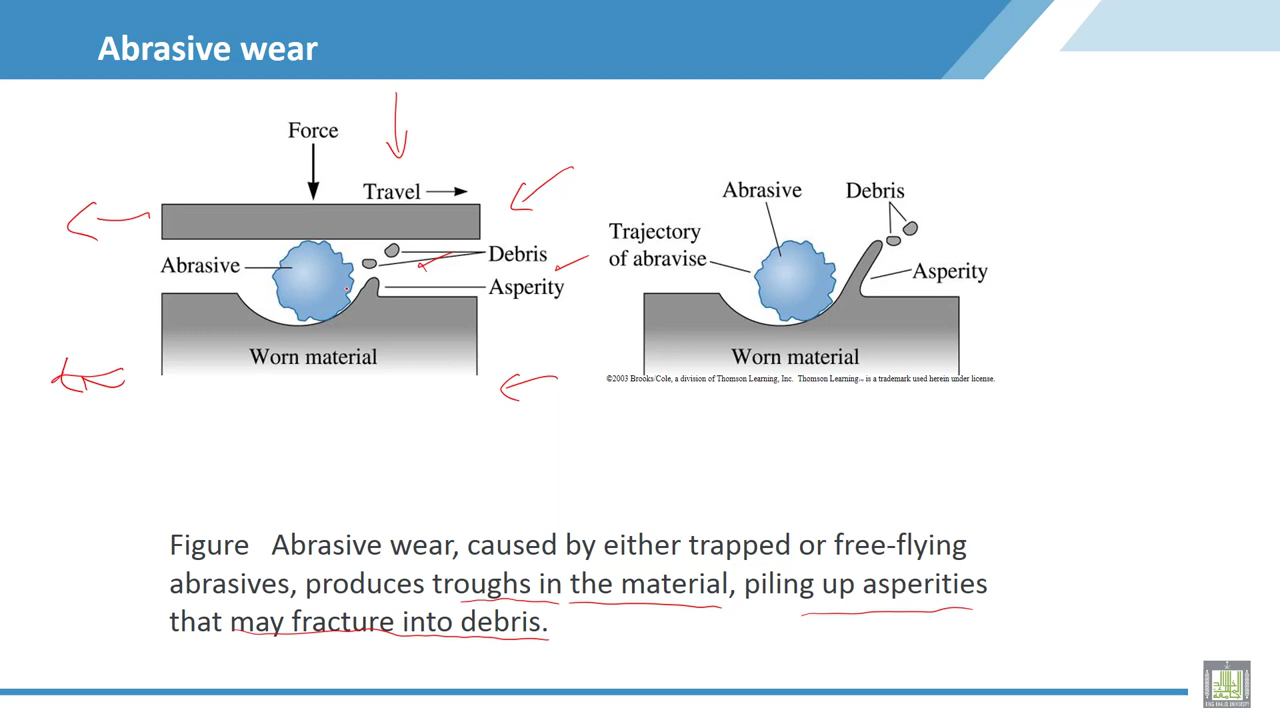 Abrasive wear
Force
Travel
Abrasive
Debris
Asperity
Worn material
Abrasive
Debris
Trajectory
of abravise
Asperity
Worn material
©2003 Brooks/Cole, a division of Thomson Learning, Inc. Thomson Learning™ is a trademark used herein under license.
Figure Abrasive wear, caused by either trapped or free-flying
abrasives, produces troughs in the material, piling up asperities
that may fracture into debris.
KING KHALID UNIVERSITY